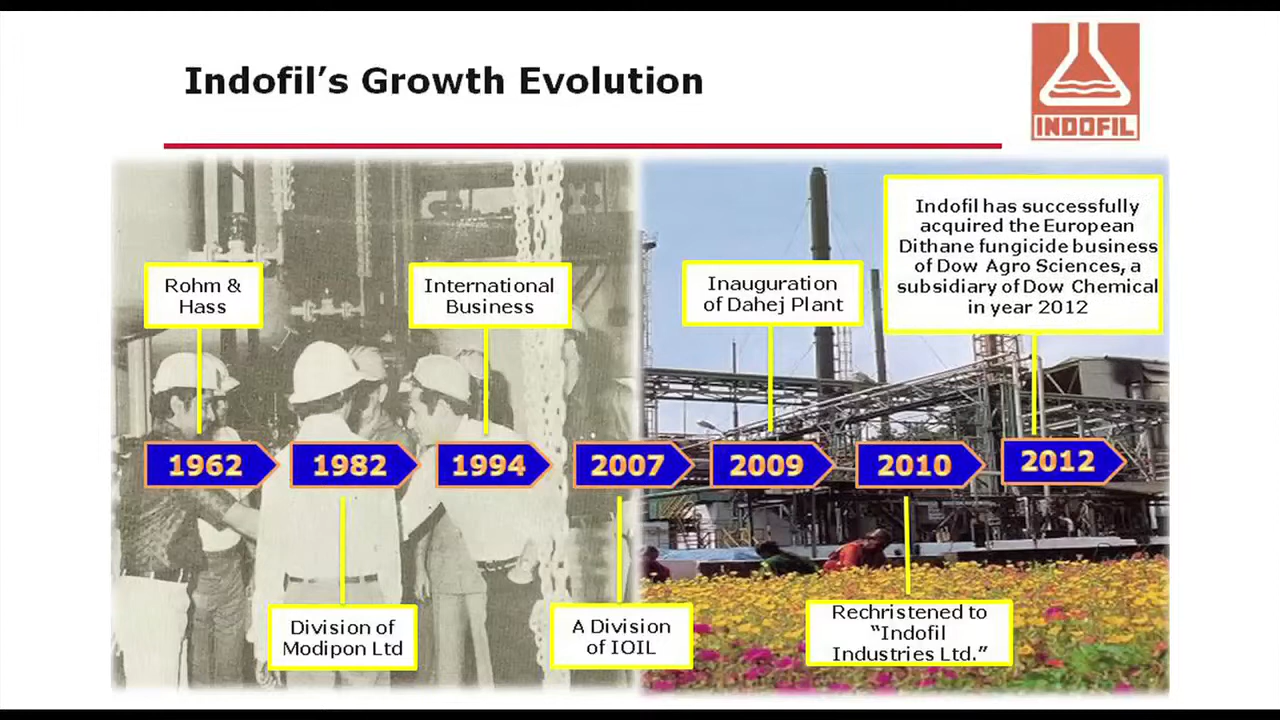 Indofil's Growth Evolution
INDOFIL
Indofil has successfully
acquired the European
Dithane fungicide business
of Dow Agro Sciences, a
subsidiary of Dow Chemical
in year 2012
Rohm &
Hass
International
Business
Inauguration
of Dahej Plant
1962
1982
1994
2007
2009
2010
2012
Division of
Modipon Ltd
A Division
of IOIL
Rechristened to
“Indofil
Industries Ltd.”